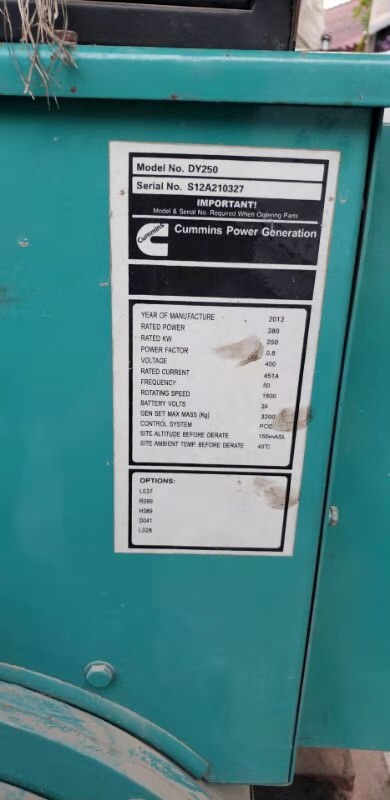 Model No. DY250
Serial No. S12A210327
IMPORTANT!
Model & Serial No. Required When Ordering Parts
Cummins
Cummins Power Generation
YEAR OF MANUFACTURE 2012
RATED POWER 280
RATED KW 250
POWER FACTOR 0.8
VOLTAGE 400
RATED CURRENT 451A
FREQUENCY 50
ROTATING SPEED 1500
BATTERY VOLTS 24
GEN SET MAX MASS (Kg) 3200
CONTROL SYSTEM PCC
SITE ALTITUDE BEFORE DERATE 150mASL
SITE AMBIENT TEMP. BEFORE DERATE 40°C
OPTIONS:
L037
R099
H389
D041
L028